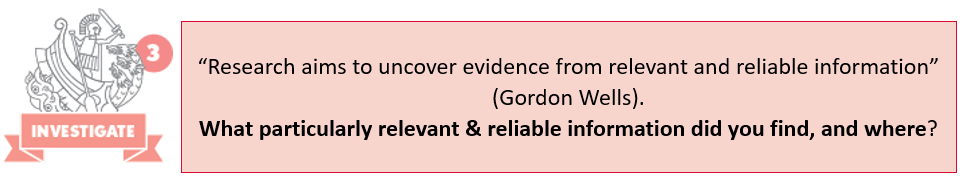 3
INVESTIGATE
“Research aims to uncover evidence from relevant and reliable information”
(Gordon Wells).
What particularly relevant & reliable information did you find, and where?